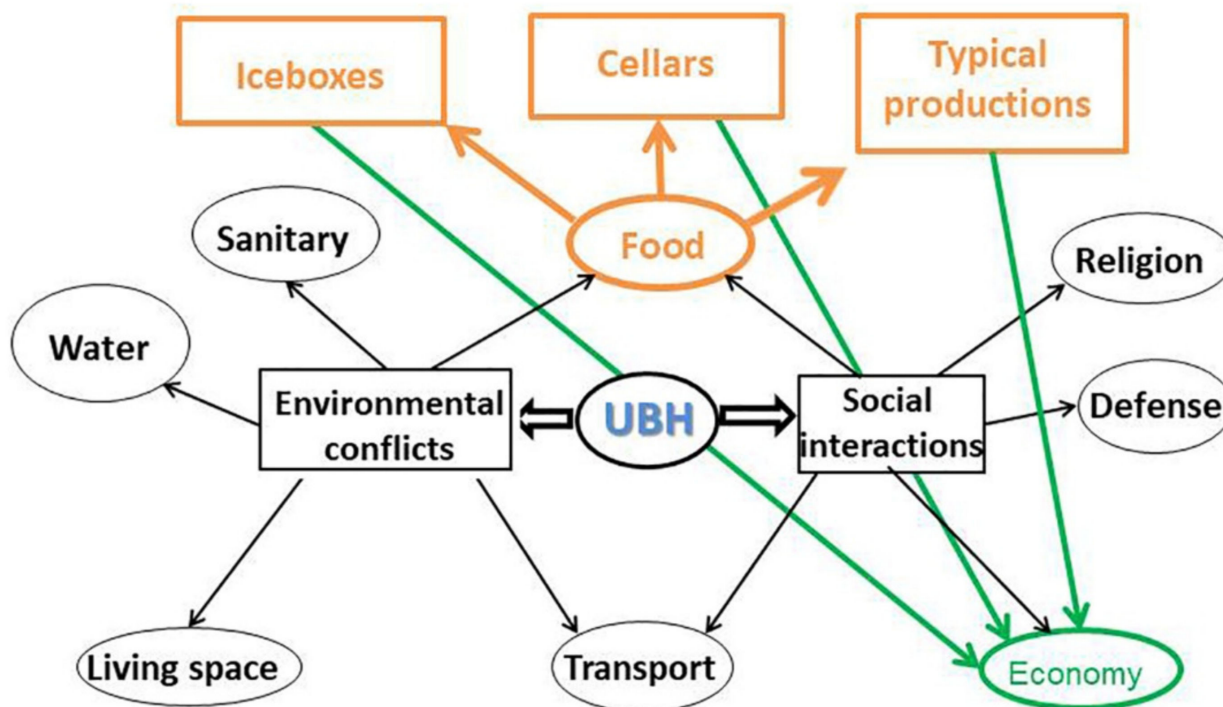 Iceboxes
Cellars
Typical
productions
Sanitary
Food
Religion
Water
Environmental
conflicts
UBH
Social
interactions
Defense
Living space
Transport
Economy